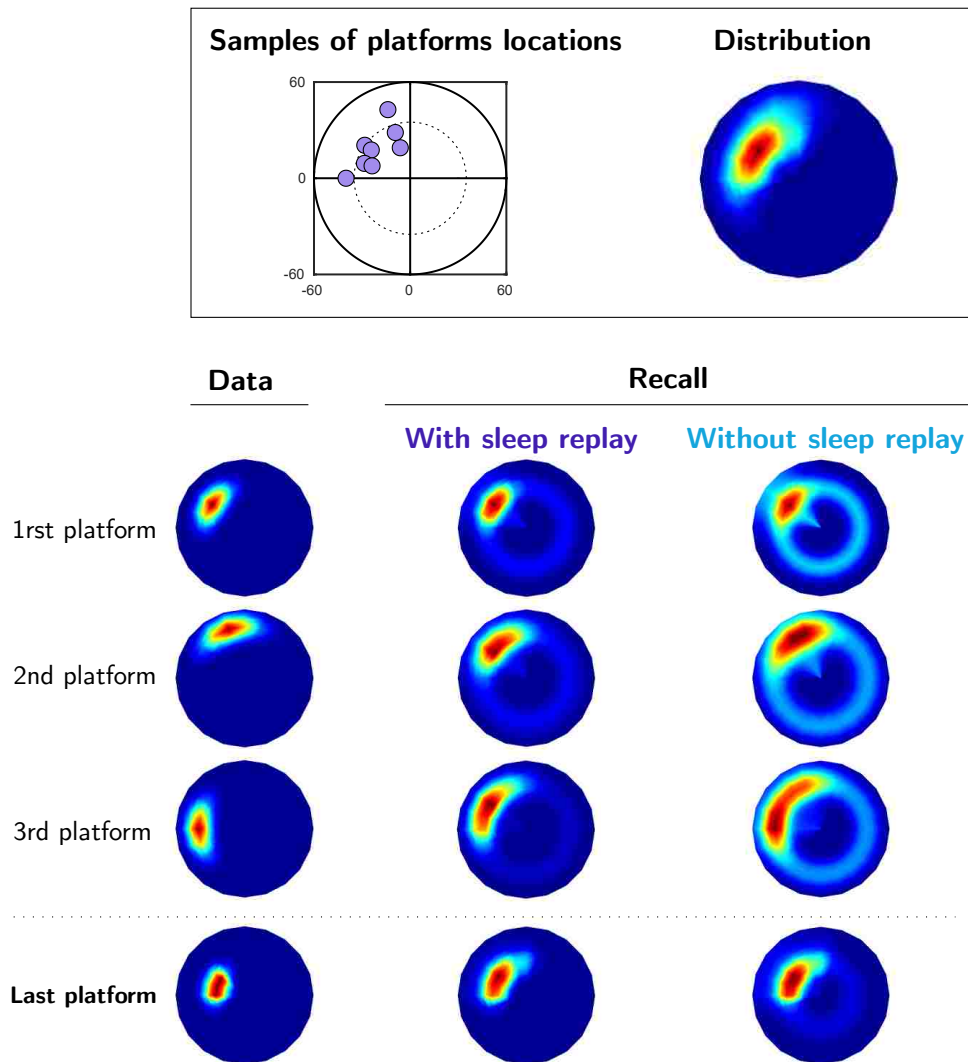 Samples of platforms locations
Distribution
60
0
-60
-60
0
60
Data
Recall
With sleep replay
Without sleep replay
1rst platform
2nd platform
3rd platform
Last platform